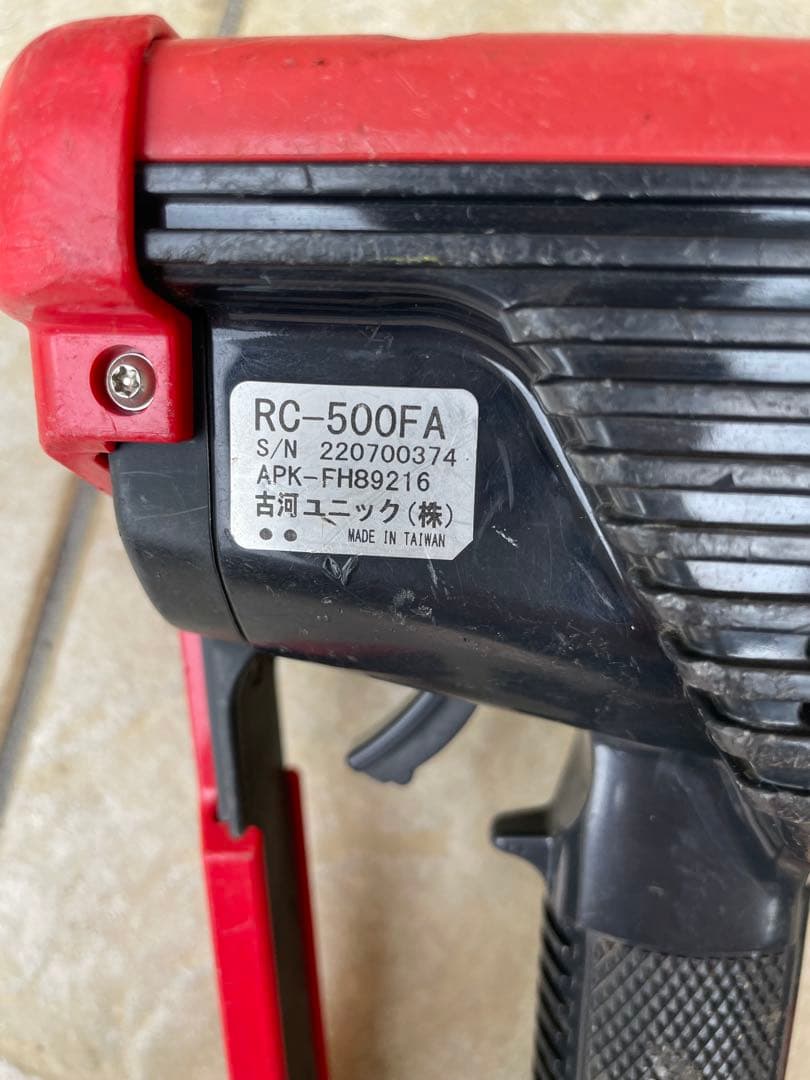 RC-500FA
S/N 220700374
APK-FH89216
古河ユニック(株)
●● MADE IN TAIWAN